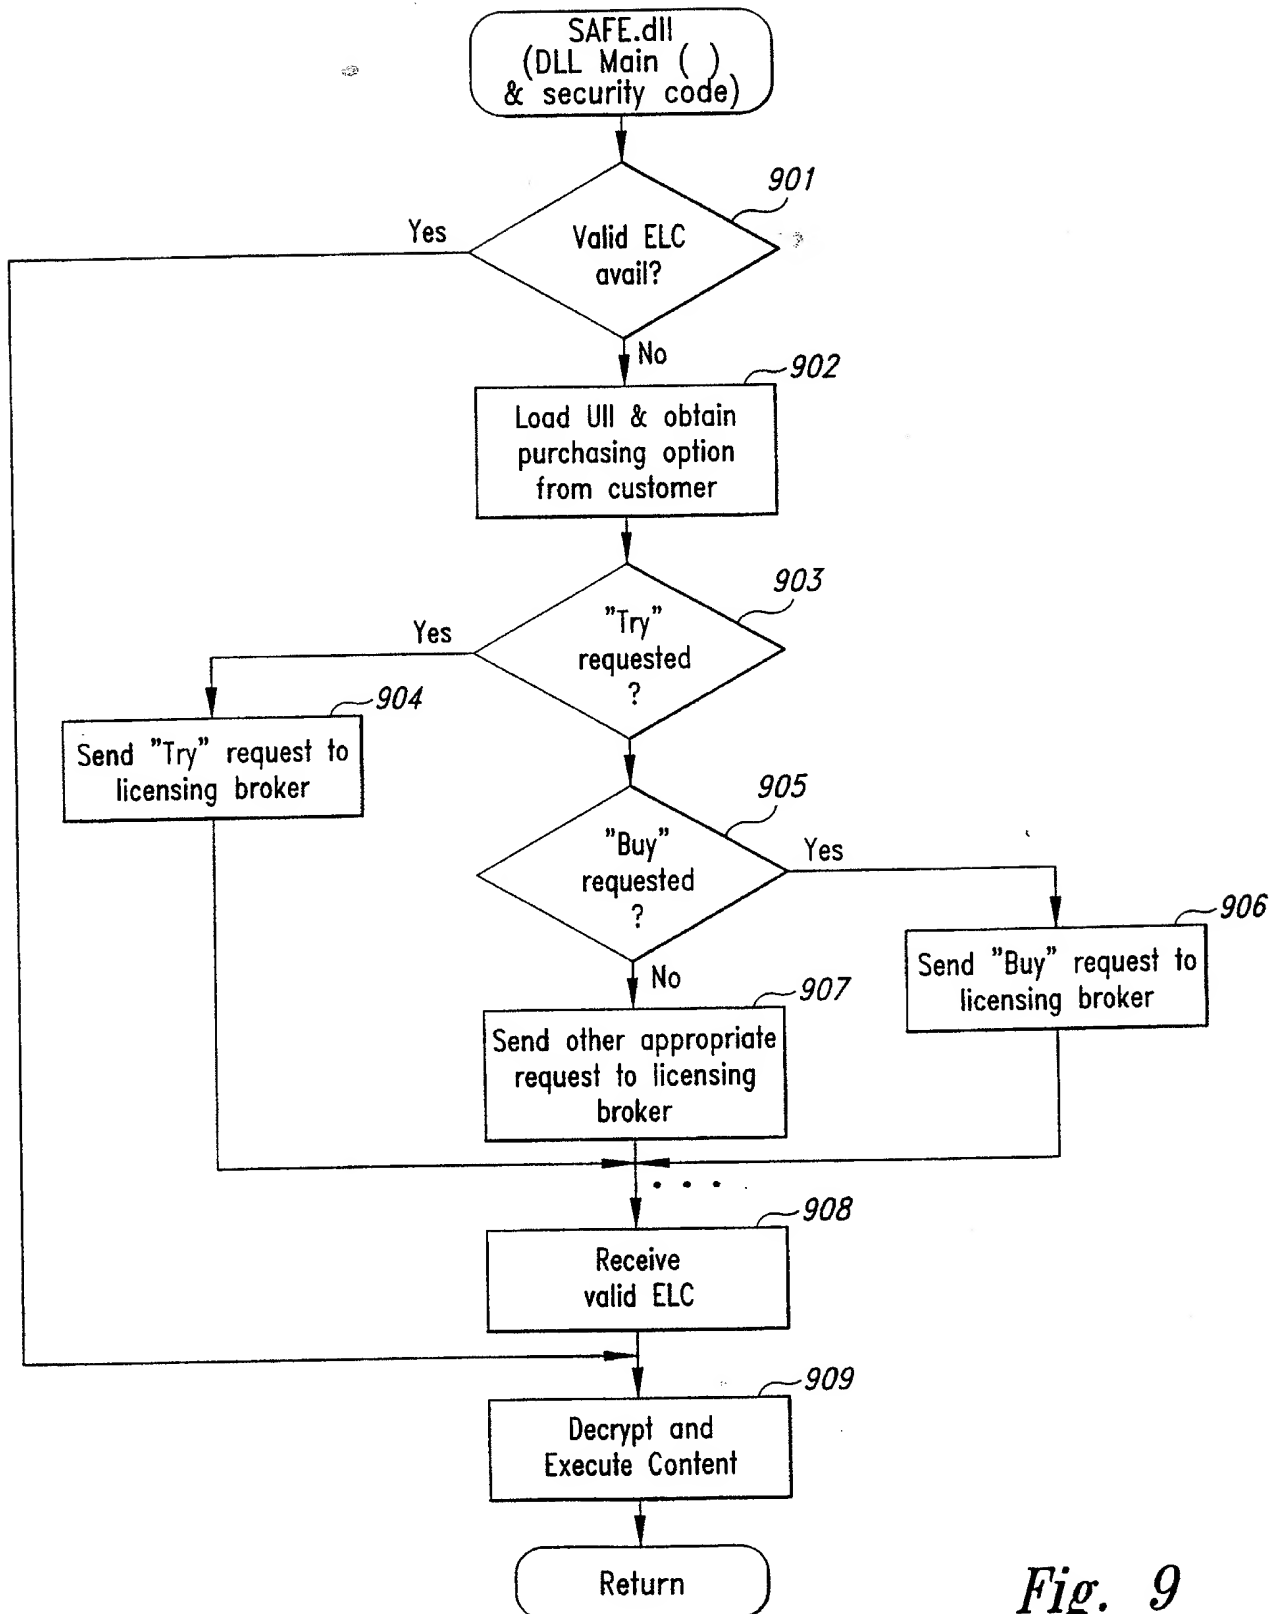 SAFE.dll
(DLL Main ( )
& security code)
901
Yes
Valid ELC
avail?
No
902
Load UII & obtain
purchasing option
from customer
903
"Try"
requested
?
Yes
904
Send "Try" request to
licensing broker
905
"Buy"
requested
?
Yes
906
Send "Buy" request to
licensing broker
No
907
Send other appropriate
request to licensing
broker
• • •
908
Receive
valid ELC
909
Decrypt and
Execute Content
Return
Fig. 9